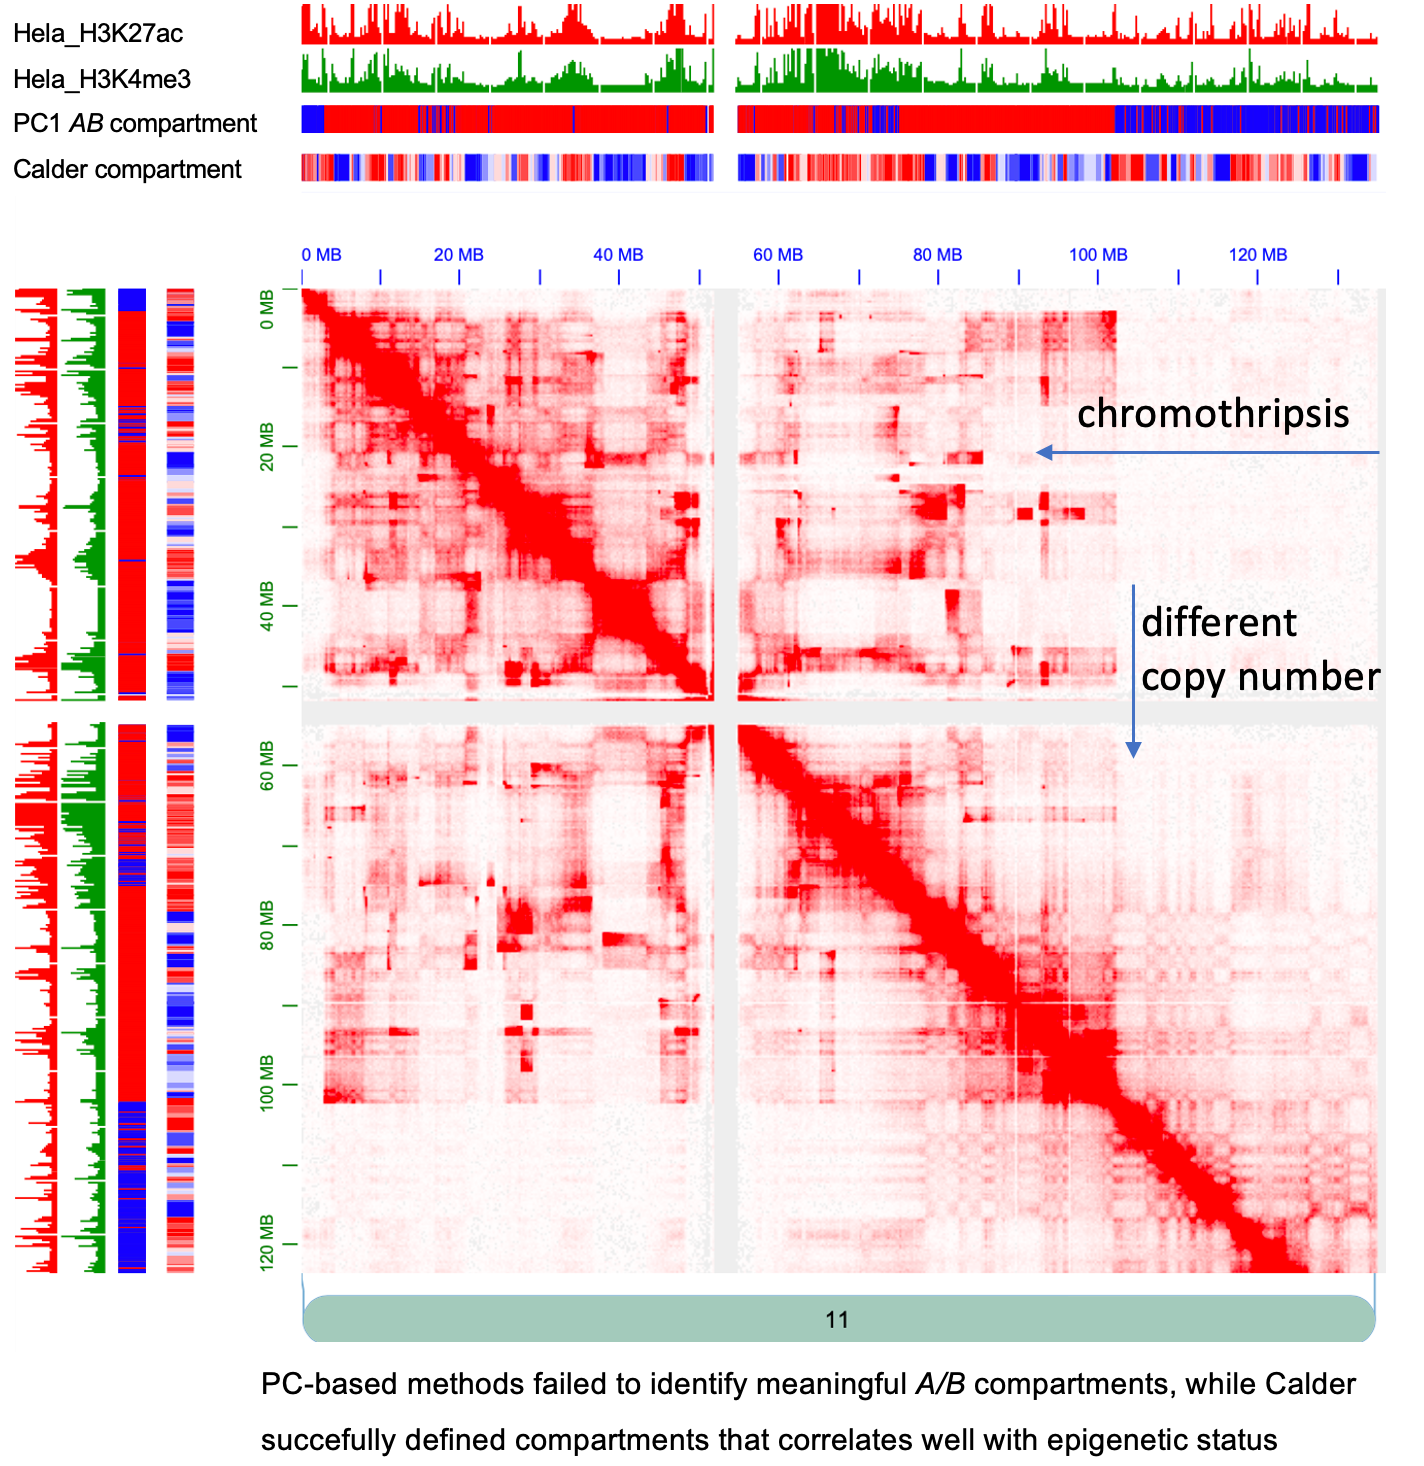 Hela_H3K27ac
Hela_H3K4me3
PC1 AB compartment
Calder compartment
0 MB 20 MB 40 MB 60 MB 80 MB 100 MB 120 MB
0 MB
20 MB
40 MB
60 MB
80 MB
100 MB
120 MB
chromothripsis
different
copy number
11
PC-based methods failed to identify meaningful A/B compartments, while Calder
succefully defined compartments that correlates well with epigenetic status